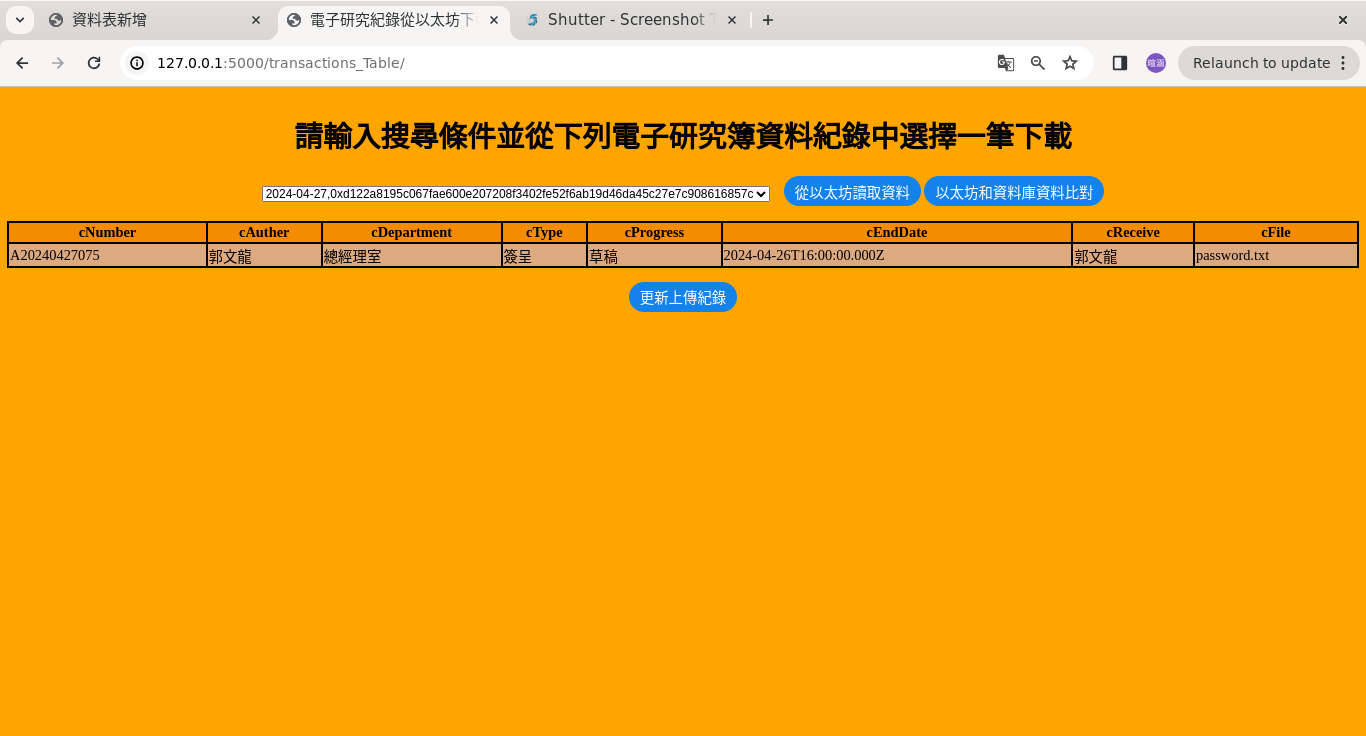 資料表新增
電子研究紀錄從以太坊下
Shutter - Screenshot
127.0.0.1:5000/transactions_Table/
Relaunch to update
請輸入搜尋條件並從下列電子研究簿資料紀錄中選擇一筆下載
2024-04-27,0xd122a8195c067fae600e207208f3402fe52f6ab19d46da45c27e7c908616857c
從以太坊讀取資料
以太坊和資料庫資料比對
cNumber cAuther cDepartment cType cProgress cEndDate cReceive cFile
A20240427075 郭文龍 總經理室 簽呈 草稿 2024-04-26T16:00:00.000Z 郭文龍 password.txt
更新上傳紀錄